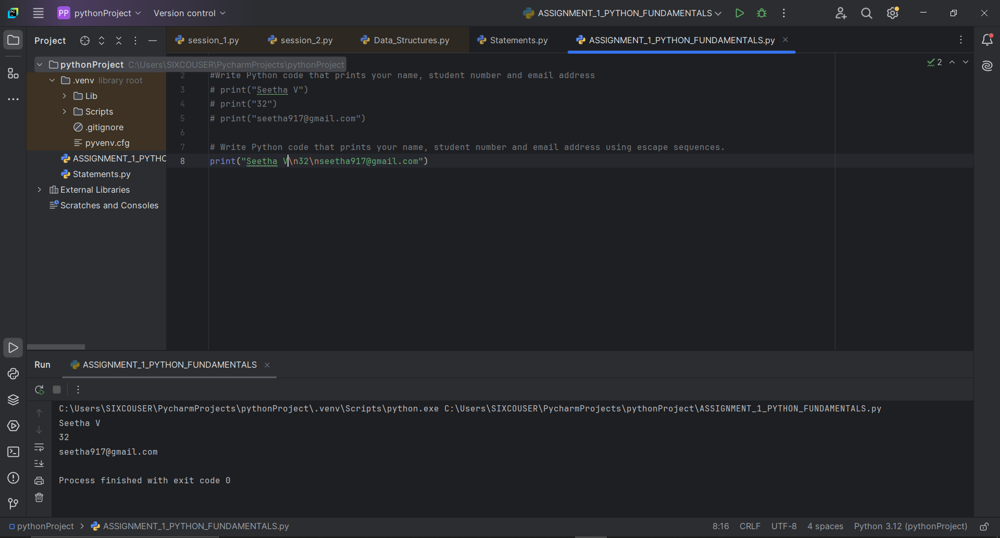 PP pythonProject Version control ASSIGNMENT_1_PYTHON_FUNDAMENTALS
Project session_1.py session_2.py Data_Structures.py Statements.py ASSIGNMENT_1_PYTHON_FUNDAMENTALS.py
pythonProject C:\Users\SIXCOUSER\PycharmProjects\pythonProject
.venv library root
Lib
Scripts
.gitignore
pyvenv.cfg
ASSIGNMENT_1_PYTHO
Statements.py
External Libraries
Scratches and Consoles
2
2 #Write Python code that prints your name, student number and email address
3 # print("Seetha V")
4 # print("32")
5 # print("seetha917@gmail.com")
6
7 # Write Python code that prints your name, student number and email address using escape sequences.
8 print("Seetha V\n32\nseetha917@gmail.com")
Run ASSIGNMENT_1_PYTHON_FUNDAMENTALS
C:\Users\SIXCOUSER\PycharmProjects\pythonProject\.venv\Scripts\python.exe C:\Users\SIXCOUSER\PycharmProjects\pythonProject\ASSIGNMENT_1_PYTHON_FUNDAMENTALS.py
Seetha V
32
seetha917@gmail.com
Process finished with exit code 0
pythonProject ASSIGNMENT_1_PYTHON_FUNDAMENTALS.py 8:16 CRLF UTF-8 4 spaces Python 3.12 (pythonProject)